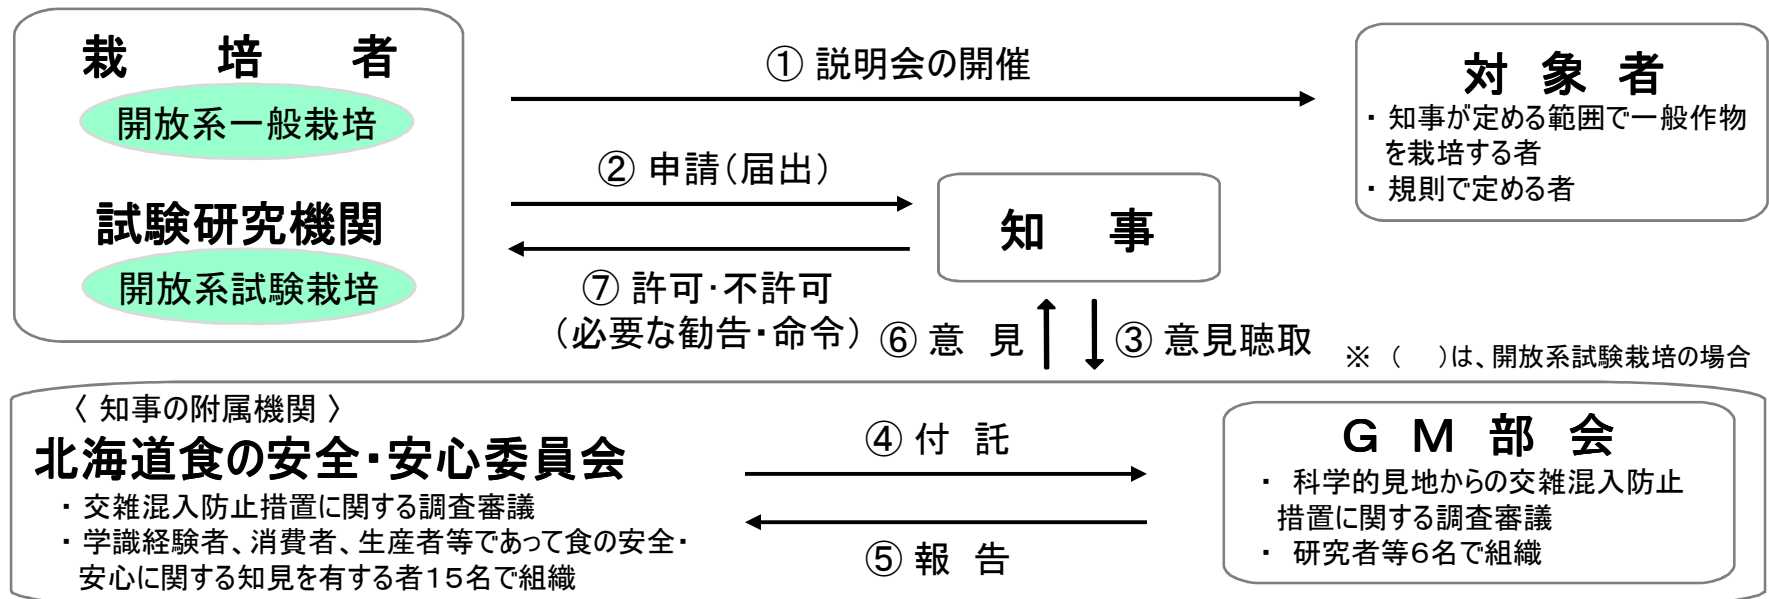 栽 培 者
開放系一般栽培
試験研究機関
開放系試験栽培
① 説明会の開催
対 象 者
・ 知事が定める範囲で一般作物
を栽培する者
・ 規則で定める者
② 申請(届出)
知 事
⑦ 許可・不許可
(必要な勧告・命令)
⑥ 意 見
③ 意見聴取
※ ( )は、開放系試験栽培の場合
〈 知事の附属機関 〉
北海道食の安全・安心委員会
・ 交雑混入防止措置に関する調査審議
・ 学識経験者、消費者、生産者等であって食の安全・
安心に関する知見を有する者15名で組織
④ 付 託
⑤ 報 告
GM部会
・ 科学的見地からの交雑混入防止
措置に関する調査審議
・ 研究者等6名で組織